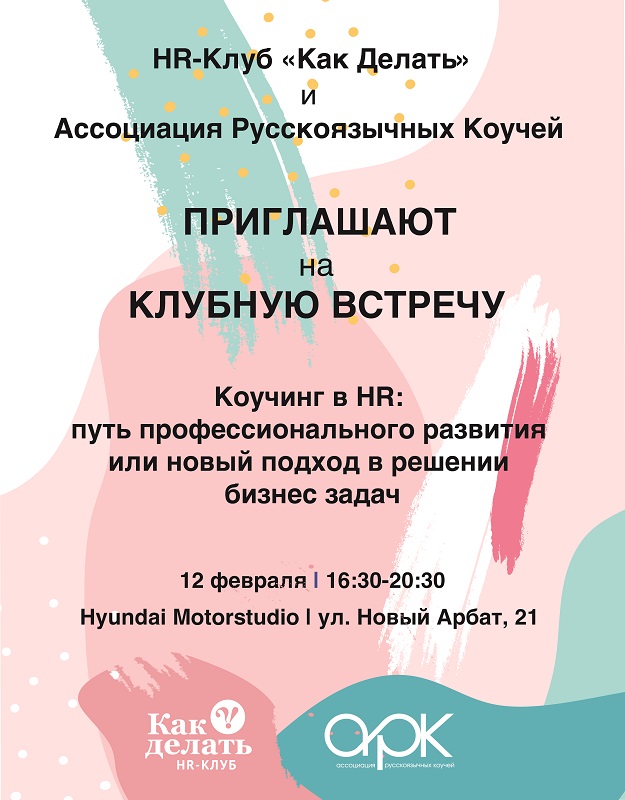 HR-Клуб «Как Делать»
и
Ассоциация Русскоязычных Коучей
ПРИГЛАШАЮТ
на
КЛУБНУЮ ВСТРЕЧУ
Коучинг в HR:
путь профессионального развития
или новый подход в решении
бизнес задач
12 февраля | 16:30-20:30
Hyundai Motorstudio | ул. Новый Арбат, 21
Как
делать
HR-КЛУБ
арк
ассоциация русскоязычных коучей